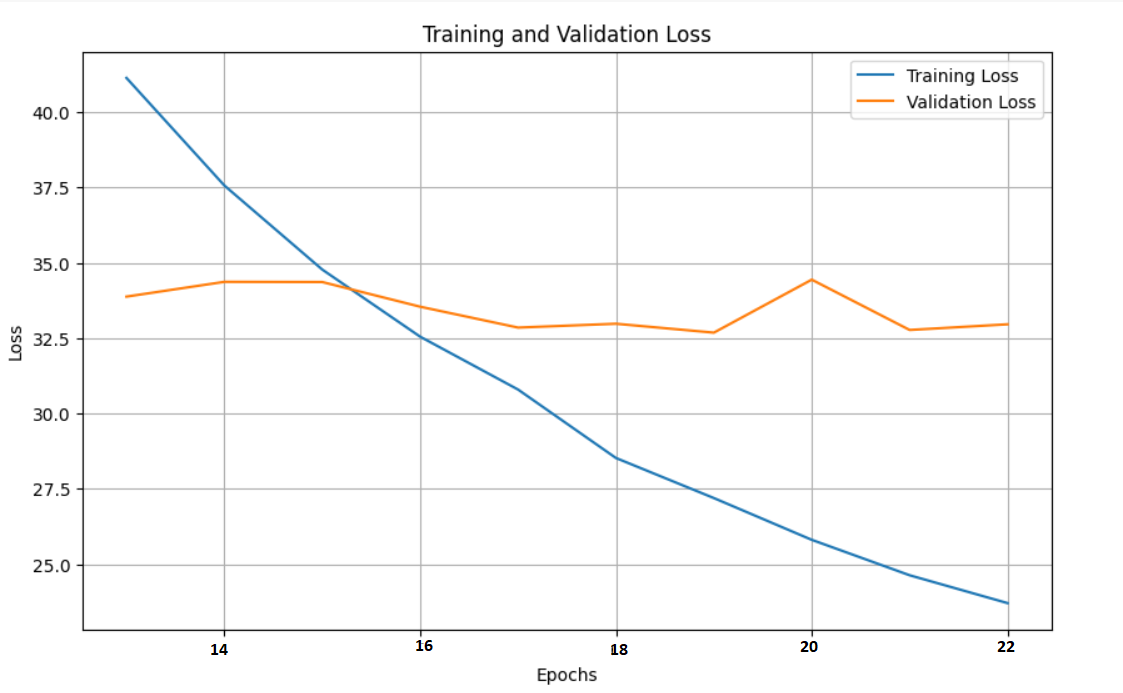 Training and Validation Loss
Training Loss
Validation Loss
40.0
37.5
35.0
32.5
30.0
27.5
25.0
Loss
14 16 18 20 22
Epochs